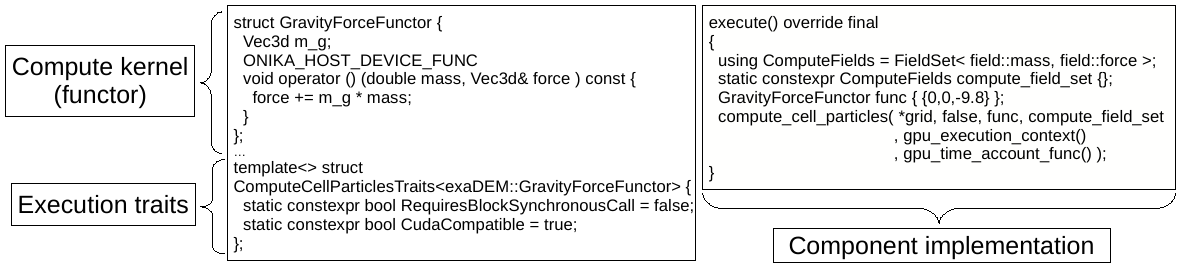 Compute kernel
(functor)
Execution traits
struct GravityForceFunctor {
Vec3d m_g;
ONIKA_HOST_DEVICE_FUNC
void operator () (double mass, Vec3d& force ) const {
force += m_g * mass;
}
};
...
template<> struct
ComputeCellParticlesTraits<exaDEM::GravityForceFunctor> {
static constexpr bool RequiresBlockSynchronousCall = false;
static constexpr bool CudaCompatible = true;
};
execute() override final
{
using ComputeFields = FieldSet< field::mass, field::force >;
static constexpr ComputeFields compute_field_set {};
GravityForceFunctor func { {0,0,-9.8} };
compute_cell_particles( *grid, false, func, compute_field_set
, gpu_execution_context()
, gpu_time_account_func() );
}
Component implementation